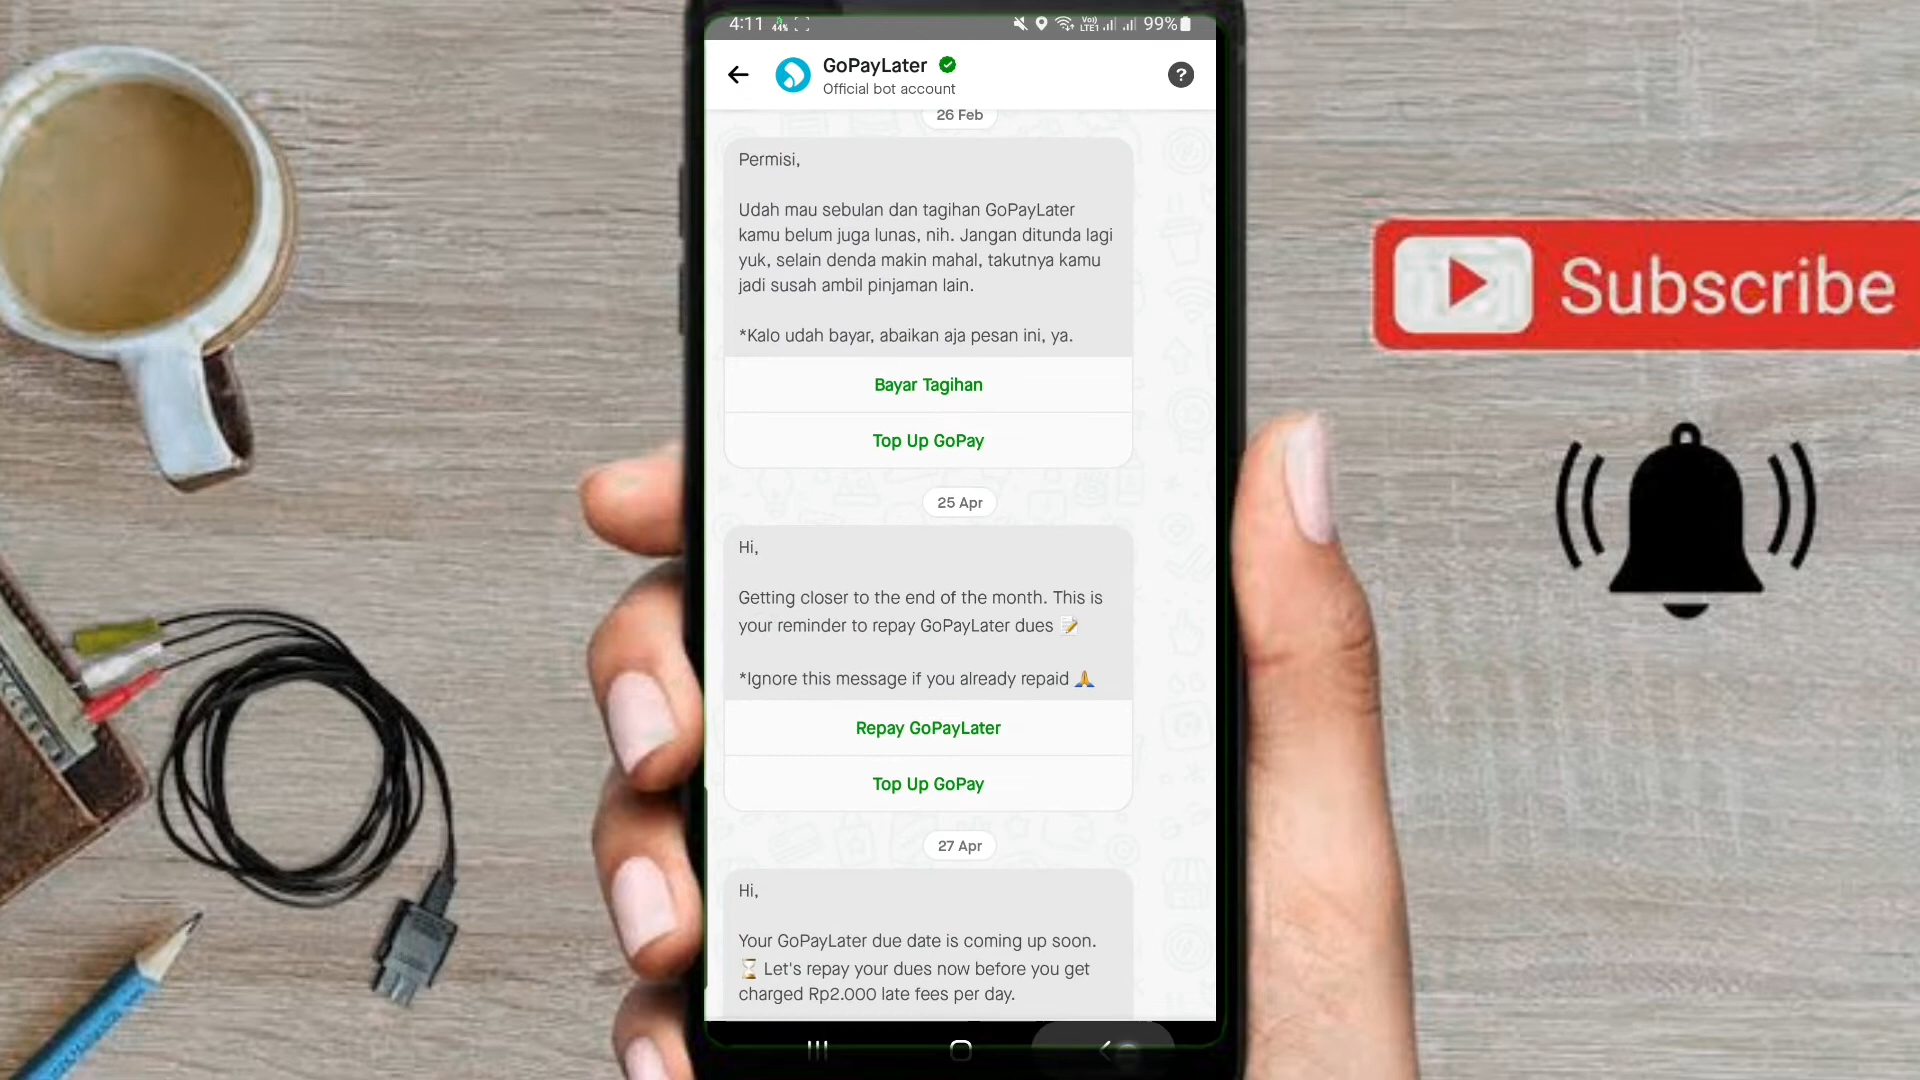 4:11 44%
Vo)) LTE1 99%
GoPayLater
Official bot account
?
26 Feb
Permisi,
Udah mau sebulan dan tagihan GoPayLater
kamu belum juga lunas, nih. Jangan ditunda lagi
yuk, selain denda makin mahal, takutnya kamu
jadi susah ambil pinjaman lain.
*Kalo udah bayar, abaikan aja pesan ini, ya.
Bayar Tagihan
Top Up GoPay
25 Apr
Hi,
Getting closer to the end of the month. This is
your reminder to repay GoPayLater dues 📝
*Ignore this message if you already repaid 🙏
Repay GoPayLater
Top Up GoPay
27 Apr
Hi,
Your GoPayLater due date is coming up soon.
⏳ Let's repay your dues now before you get
charged Rp2.000 late fees per day.
Subscribe